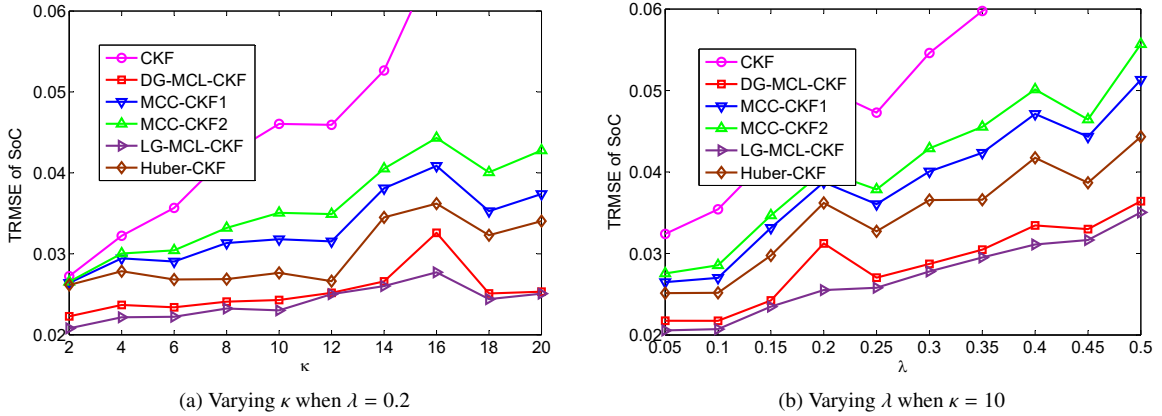 0.06
0.05
0.04
0.03
0.02
TRMSE of SoC
CKF
DG-MCL-CKF
MCC-CKF1
MCC-CKF2
LG-MCL-CKF
Huber-CKF
2 4 6 8 10 12 14 16 18 20
κ
(a) Varying κ when λ = 0.2
0.06
0.05
0.04
0.03
0.02
TRMSE of SoC
CKF
DG-MCL-CKF
MCC-CKF1
MCC-CKF2
LG-MCL-CKF
Huber-CKF
0.05 0.1 0.15 0.2 0.25 0.3 0.35 0.4 0.45 0.5
λ
(b) Varying λ when κ = 10